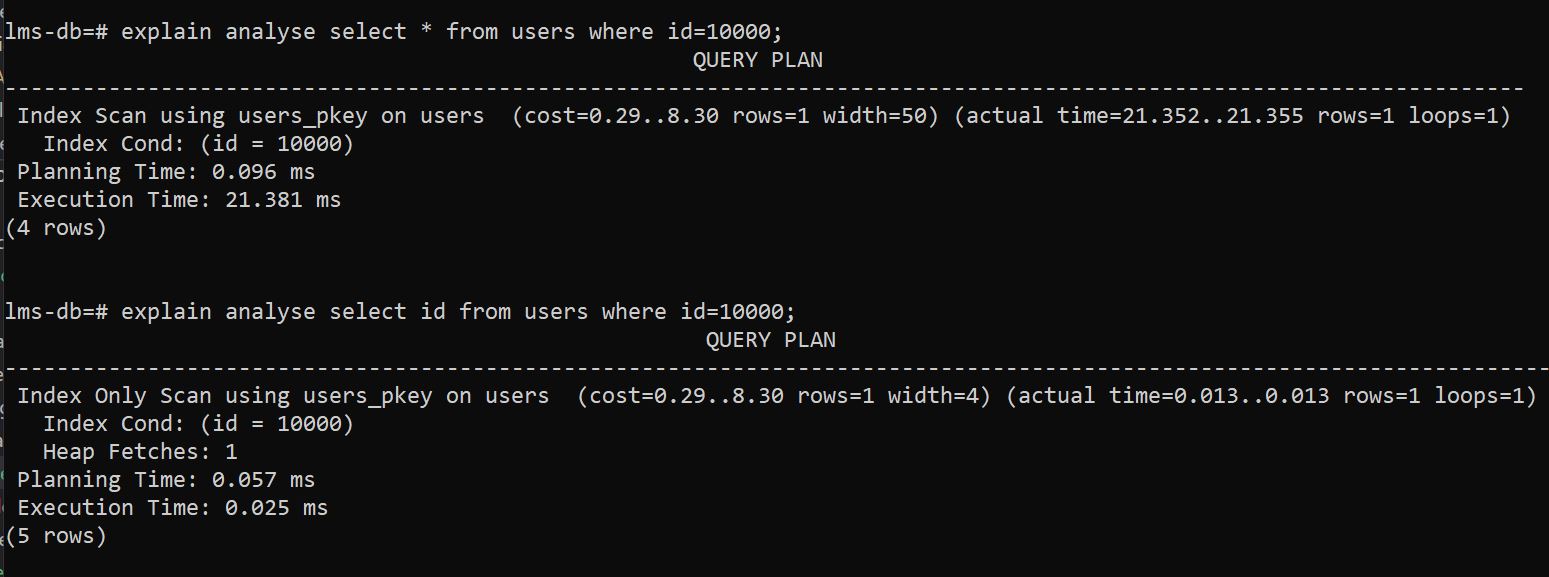 lms-db=# explain analyse select * from users where id=10000;
QUERY PLAN
---------------------------------------------------------------------------------------------------------------------
Index Scan using users_pkey on users  (cost=0.29..8.30 rows=1 width=50) (actual time=21.352..21.355 rows=1 loops=1)
Index Cond: (id = 10000)
Planning Time: 0.096 ms
Execution Time: 21.381 ms
(4 rows)
lms-db=# explain analyse select id from users where id=10000;
QUERY PLAN
-----------------------------------------------------------------------------------------------------------------------
Index Only Scan using users_pkey on users  (cost=0.29..8.30 rows=1 width=4) (actual time=0.013..0.013 rows=1 loops=1)
Index Cond: (id = 10000)
Heap Fetches: 1
Planning Time: 0.057 ms
Execution Time: 0.025 ms
(5 rows)